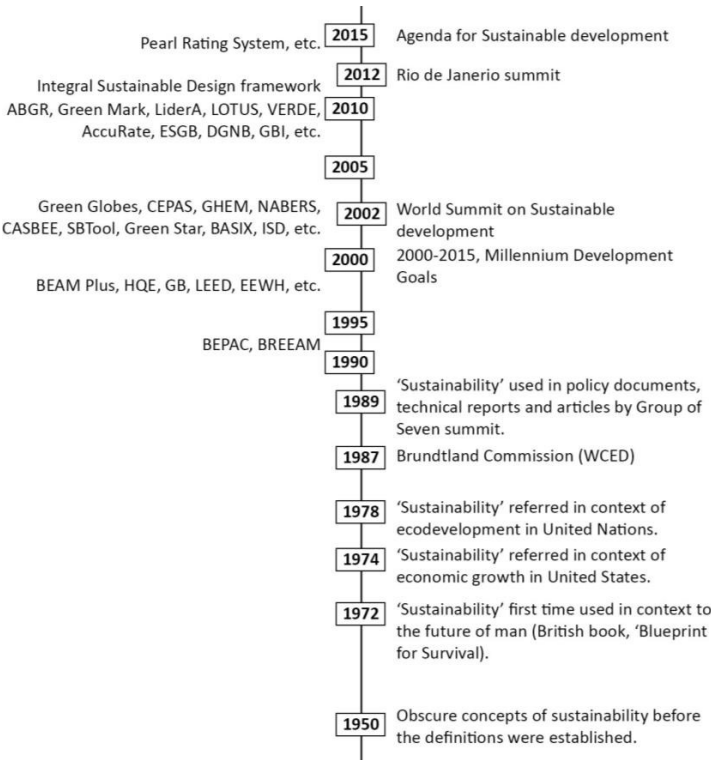 Pearl Rating System, etc. 2015 Agenda for Sustainable development
2012 Rio de Janerio summit
Integral Sustainable Design framework
ABGR, Green Mark, LiderA, LOTUS, VERDE, 2010
AccuRate, ESGB, DGNB, GBI, etc.
2005
Green Globes, CEPAS, GHEM, NABERS, 2002 World Summit on Sustainable
CASBEE, SBTool, Green Star, BASIX, ISD, etc. development
2000 2000-2015, Millennium Development
Goals
BEAM Plus, HQE, GB, LEED, EEWH, etc.
1995
BEPAC, BREEAM
1990
‘Sustainability’ used in policy documents,
1989 technical reports and articles by Group of
Seven summit.
1987 Brundtland Commission (WCED)
1978 ‘Sustainability’ referred in context of
ecodevelopment in United Nations.
1974 ‘Sustainability’ referred in context of
economic growth in United States.
1972 ‘Sustainability’ first time used in context to
the future of man (British book, ‘Blueprint
for Survival).
1950 Obscure concepts of sustainability before
the definitions were established.